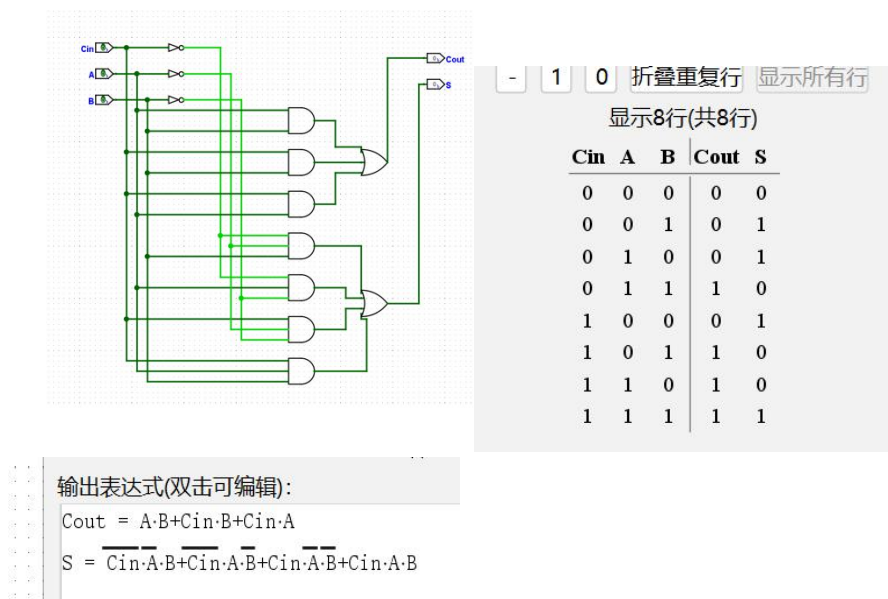 Cin
A
B
Cout
S
- 1 0 折叠重复行 显示所有行
显示8行(共8行)
Cin A B Cout S
0 0 0 0 0
0 0 1 0 1
0 1 0 0 1
0 1 1 1 0
1 0 0 0 1
1 0 1 1 0
1 1 0 1 0
1 1 1 1 1
输出表达式(双击可编辑):
Cout = A·B+Cin·B+Cin·A
S = C̅i̅n̅·A̅·B+C̅i̅n̅·A·B̅+Cin·A̅·B̅+Cin·A·B